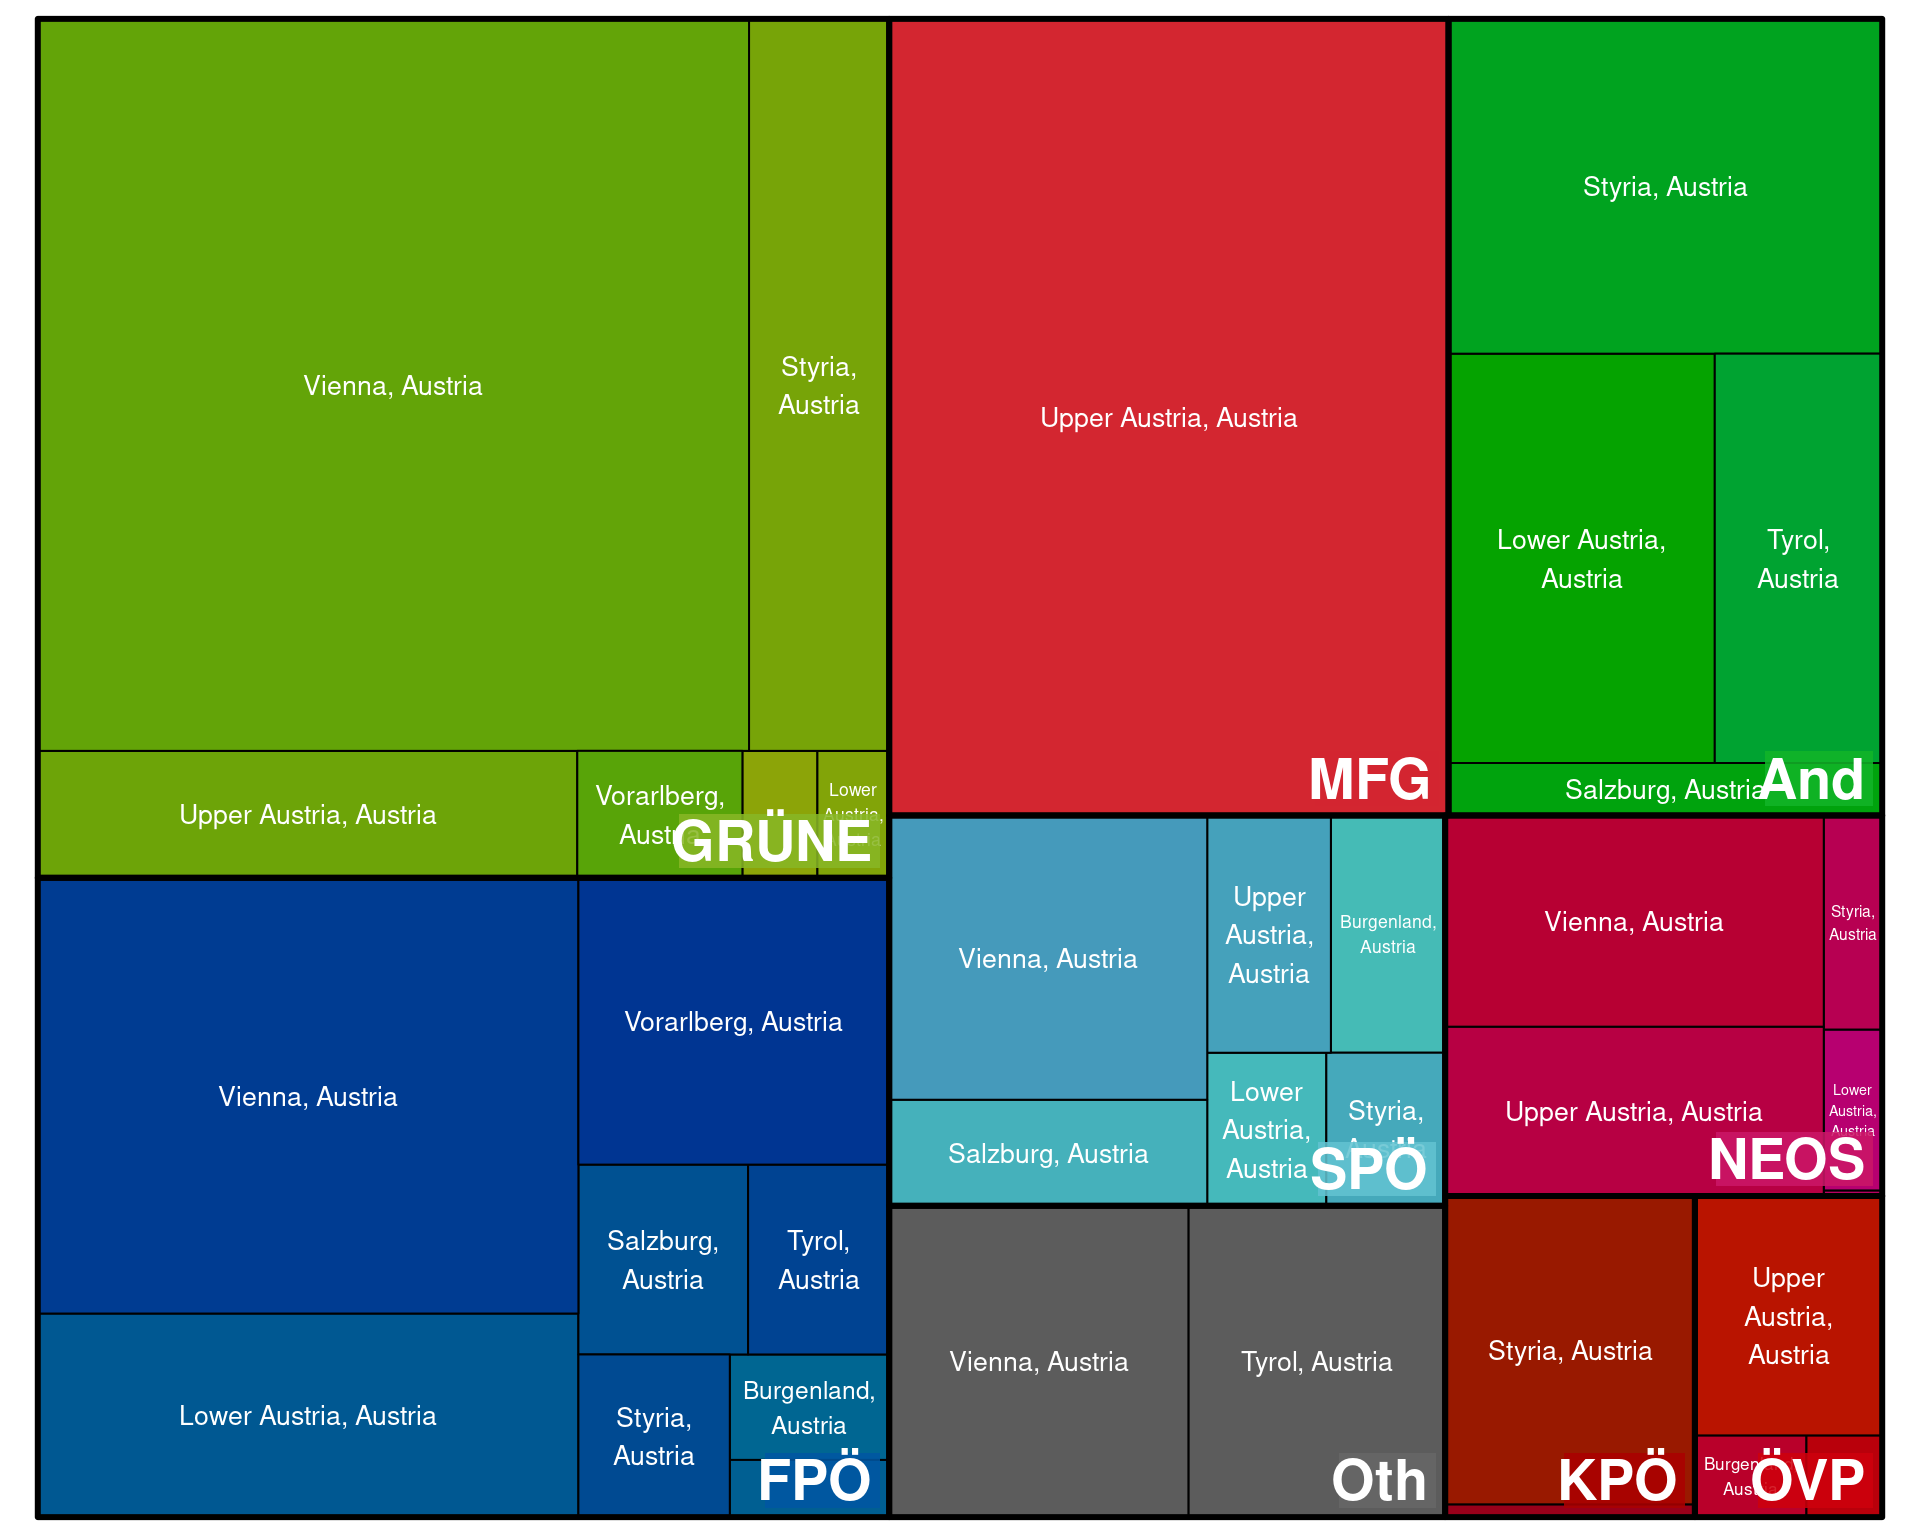 Vienna, Austria
Styria,
Austria
Upper Austria, Austria
Vorarlberg,
Austria
Lower
Austria,
GRÜNE
Upper Austria, Austria
MFG
Styria, Austria
Lower Austria,
Austria
Tyrol,
Austria
Salzburg, Austria
And
Vienna, Austria
Vorarlberg, Austria
Salzburg,
Austria
Tyrol,
Austria
Lower Austria, Austria
Styria,
Austria
Burgenland,
Austria
FPÖ
Vienna, Austria
Upper
Austria,
Austria
Burgenland,
Austria
Salzburg, Austria
Lower
Austria,
Austria
Styria,
Austria
SPÖ
Vienna, Austria
Styria,
Austria
Upper Austria, Austria
Lower
Austria,
Austria
NEOS
Vienna, Austria
Tyrol, Austria
Oth
Styria, Austria
KPÖ
Upper
Austria,
Austria
ÖVP